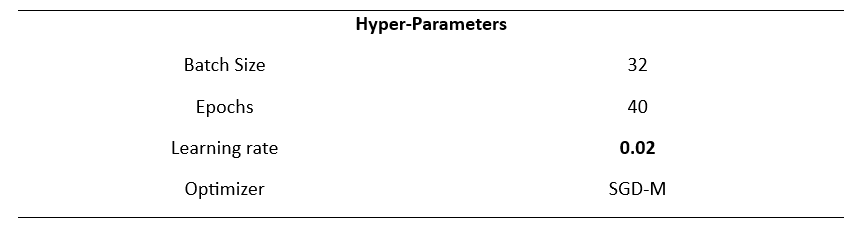 Hyper-Parameters
Batch Size 32
Epochs 40
Learning rate 0.02
Optimizer SGD-M